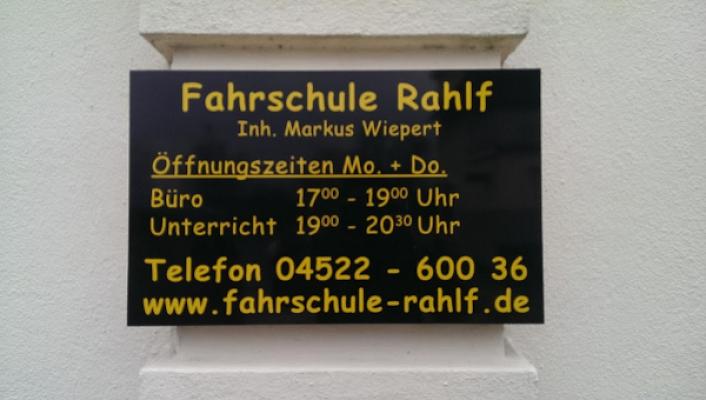 Fahrschule Rahlf
Inh. Markus Wiepert
Öffnungszeiten Mo. + Do.
Büro 17⁰⁰ - 19⁰⁰ Uhr
Unterricht 19⁰⁰ - 20³⁰ Uhr
Telefon 04522 - 600 36
www.fahrschule-rahlf.de